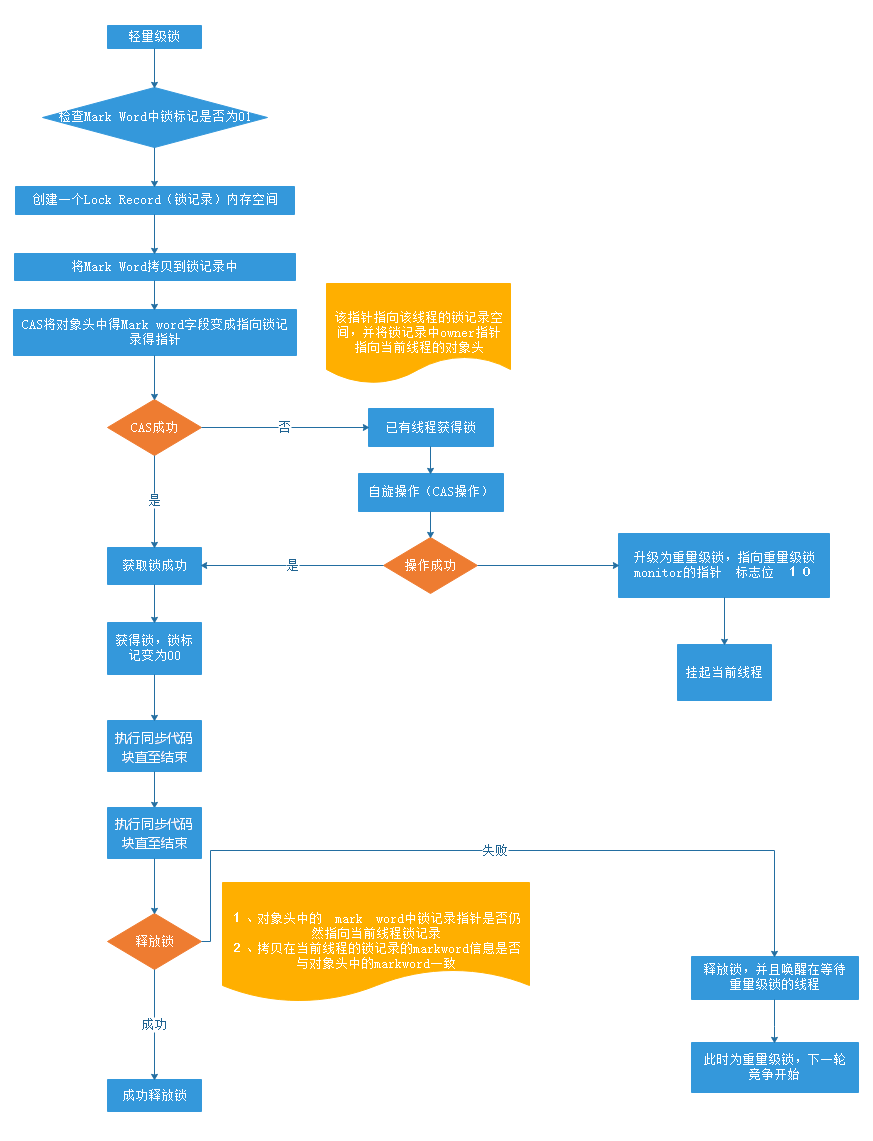 轻量级锁
检查Mark Word中锁标记是否为01
创建一个Lock Record（锁记录）内存空间
将Mark Word拷贝到锁记录中
CAS将对象头中得Mark word字段变成指向锁记
录得指针
该指针指向该线程的锁记录空
间，并将锁记录中owner指针
指向当前线程的对象头
CAS成功
否
已有线程获得锁
自旋操作（CAS操作）
是
获取锁成功
是
操作成功
升级为重量级锁，指向重量级锁
monitor的指针 标志位 １０
获得锁，锁标
记变为00
挂起当前线程
执行同步代码
块直至结束
执行同步代码
块直至结束
失败
１、对象头中的 mark word中锁记录指针是否仍
然指向当前线程锁记录
２、拷贝在当前线程的锁记录的markword信息是否
与对象头中的markword一致
释放锁
释放锁，并且唤醒在等待
重量级锁的线程
成功
此时为重量级锁，下一轮
竞争开始
成功释放锁